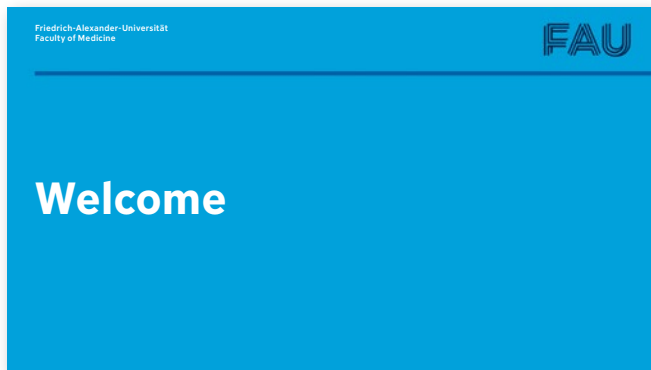 Friedrich-Alexander-Universität
Faculty of Medicine
FAU
Welcome